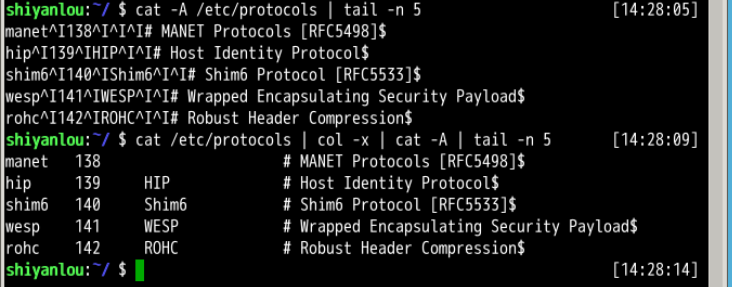 shiyanlou:~/ $ cat -A /etc/protocols | tail -n 5 [14:28:05]
manet^I138^I^I^I# MANET Protocols [RFC5498]$
hip^I139^IHIP^I^I# Host Identity Protocol$
shim6^I140^IShim6^I^I# Shim6 Protocol [RFC5533]$
wesp^I141^IWESP^I^I# Wrapped Encapsulating Security Payload$
rohc^I142^IROHC^I^I# Robust Header Compression$
shiyanlou:~/ $ cat /etc/protocols | col -x | cat -A | tail -n 5 [14:28:09]
manet   138                     # MANET Protocols [RFC5498]$
hip     139     HIP             # Host Identity Protocol$
shim6   140     Shim6           # Shim6 Protocol [RFC5533]$
wesp    141     WESP            # Wrapped Encapsulating Security Payload$
rohc    142     ROHC            # Robust Header Compression$
shiyanlou:~/ $ [14:28:14]